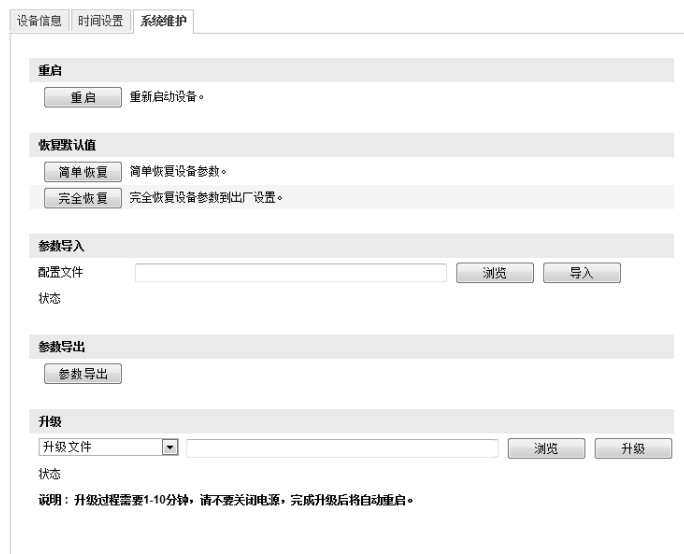 设备信息 时间设置 系统维护
重启
重启 重新启动设备。
恢复默认值
简单恢复 简单恢复设备参数。
完全恢复 完全恢复设备参数到出厂设置。
参数导入
配置文件 浏览 导入
状态
参数导出
参数导出
升级
升级文件 浏览 升级
状态
说明：升级过程需要1-10分钟，请不要关闭电源，完成升级后将自动重启。